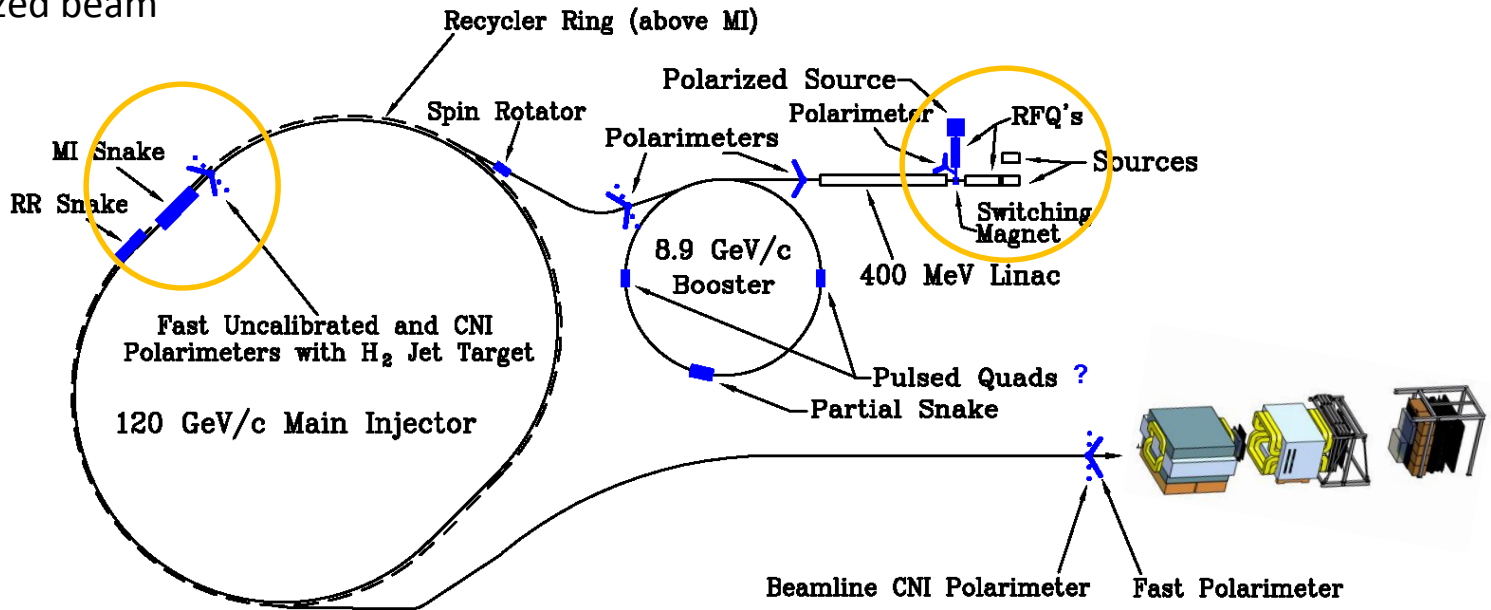 zed beam
Recycler Ring (above MI)
Polarized Source
Spin Rotator
Polarimeter
RFQ's
Polarimeters
MI Snake
Sources
RR Snake
Switching
Magnet
8.9 GeV/c
Booster
400 MeV Linac
Fast Uncalibrated and CNI
Polarimeters with H₂ Jet Target
Pulsed Quads ?
Partial Snake
120 GeV/c Main Injector
Beamline CNI Polarimeter
Fast Polarimeter